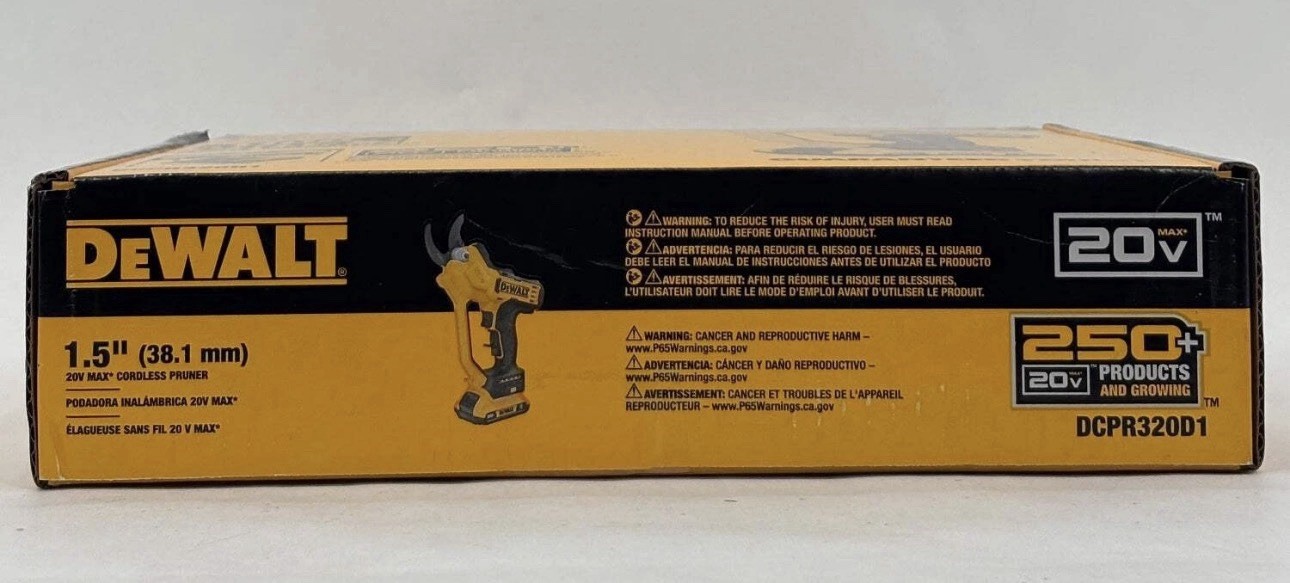 DEWALT®
1.5" (38.1 mm)
20V MAX* CORDLESS PRUNER
PODADORA INALÁMBRICA 20V MAX*
ÉLAGUEUSE SANS FIL 20 V MAX*
DEWALT
WARNING: TO REDUCE THE RISK OF INJURY, USER MUST READ
INSTRUCTION MANUAL BEFORE OPERATING PRODUCT.
ADVERTENCIA: PARA REDUCIR EL RIESGO DE LESIONES, EL USUARIO
DEBE LEER EL MANUAL DE INSTRUCCIONES ANTES DE UTILIZAR EL PRODUCTO
AVERTISSEMENT: AFIN DE RÉDUIRE LE RISQUE DE BLESSURES,
L'UTILISATEUR DOIT LIRE LE MODE D'EMPLOI AVANT D'UTILISER LE PRODUIT.
WARNING: CANCER AND REPRODUCTIVE HARM –
www.P65Warnings.ca.gov
ADVERTENCIA: CÁNCER Y DAÑO REPRODUCTIVO –
www.P65Warnings.ca.gov
AVERTISSEMENT: CANCER ET TROUBLES DE L'APPAREIL
REPRODUCTEUR – www.P65Warnings.ca.gov
20V MAX* ™
250+
20V MAX* PRODUCTS
AND GROWING ™
DCPR320D1